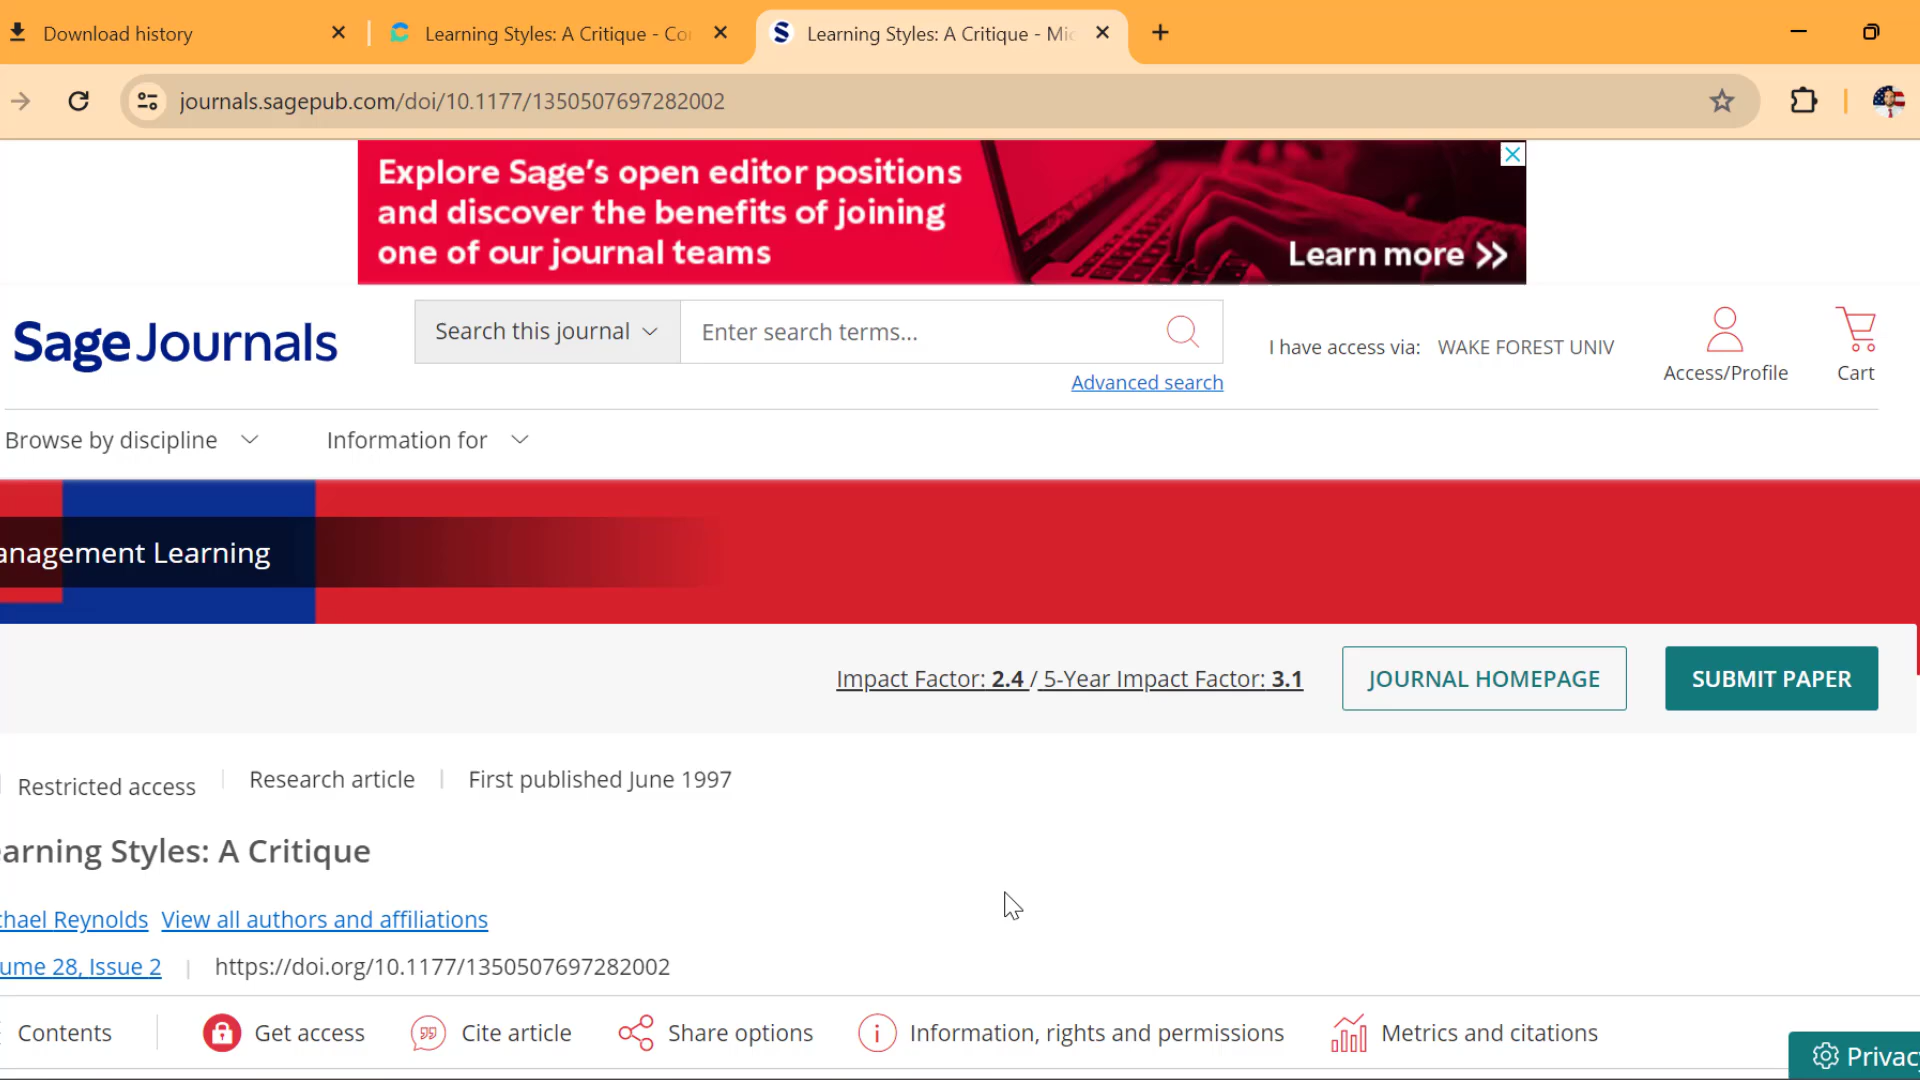 Download history
Learning Styles: A Critique - Co
Learning Styles: A Critique - Mic
journals.sagepub.com/doi/10.1177/1350507697282002
Explore Sage's open editor positions
and discover the benefits of joining
one of our journal teams
Learn more >>
Sage Journals
Search this journal
Enter search terms...
Advanced search
I have access via: WAKE FOREST UNIV
Access/Profile
Cart
Browse by discipline
Information for
anagement Learning
Impact Factor: 2.4 / 5-Year Impact Factor: 3.1
JOURNAL HOMEPAGE
SUBMIT PAPER
Restricted access
Research article
First published June 1997
earning Styles: A Critique
chael Reynolds View all authors and affiliations
ume 28, Issue 2 | https://doi.org/10.1177/1350507697282002
Contents
Get access
Cite article
Share options
Information, rights and permissions
Metrics and citations
Privacy